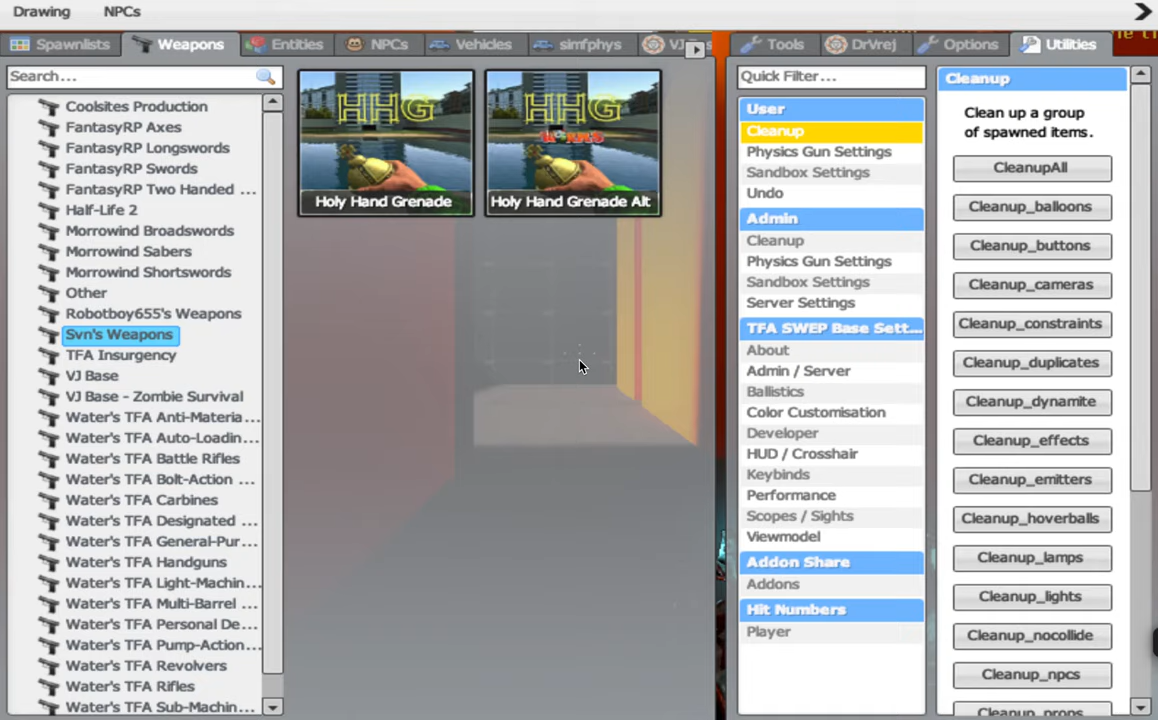 Drawing NPCs
Spawnlists Weapons Entities NPCs Vehicles simfphys
Tools DrVrej Options Utilities
Search...
Coolsites Production
FantasyRP Axes
FantasyRP Longswords
FantasyRP Swords
FantasyRP Two Handed ...
Half-Life 2
Morrowind Broadswords
Morrowind Sabers
Morrowind Shortswords
Other
Robotboy655's Weapons
Svn's Weapons
TFA Insurgency
VJ Base
VJ Base - Zombie Survival
Water's TFA Anti-Materia...
Water's TFA Auto-Loadin...
Water's TFA Battle Rifles
Water's TFA Bolt-Action ...
Water's TFA Carbines
Water's TFA Designated ...
Water's TFA General-Pur...
Water's TFA Handguns
Water's TFA Light-Machin...
Water's TFA Multi-Barrel ...
Water's TFA Personal De...
Water's TFA Pump-Action...
Water's TFA Revolvers
Water's TFA Rifles
Water's TFA Sub-Machin...
HHG
Holy Hand Grenade
HHG
WORMS
Holy Hand Grenade Alt
Quick Filter...
User
Cleanup
Physics Gun Settings
Sandbox Settings
Undo
Admin
Cleanup
Physics Gun Settings
Sandbox Settings
Server Settings
TFA SWEP Base Sett...
About
Admin / Server
Ballistics
Color Customisation
Developer
HUD / Crosshair
Keybinds
Performance
Scopes / Sights
Viewmodel
Addon Share
Addons
Hit Numbers
Player
Cleanup
Clean up a group
of spawned items.
CleanupAll
Cleanup_balloons
Cleanup_buttons
Cleanup_cameras
Cleanup_constraints
Cleanup_duplicates
Cleanup_dynamite
Cleanup_effects
Cleanup_emitters
Cleanup_hoverballs
Cleanup_lamps
Cleanup_lights
Cleanup_nocollide
Cleanup_npcs
Cleanup_props